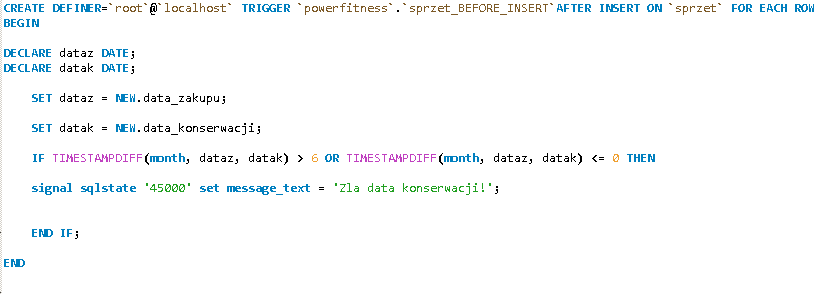 CREATE DEFINER=`root`@`localhost` TRIGGER `powerfitness`.`sprzet_BEFORE_INSERT`AFTER INSERT ON `sprzet` FOR EACH ROW
BEGIN
DECLARE dataz DATE;
DECLARE datak DATE;
SET dataz = NEW.data_zakupu;
SET datak = NEW.data_konserwacji;
IF TIMESTAMPDIFF(month, dataz, datak) > 6 OR TIMESTAMPDIFF(month, dataz, datak) <= 0 THEN
signal sqlstate '45000' set message_text = 'Zla data konserwacji!';
END IF;
END